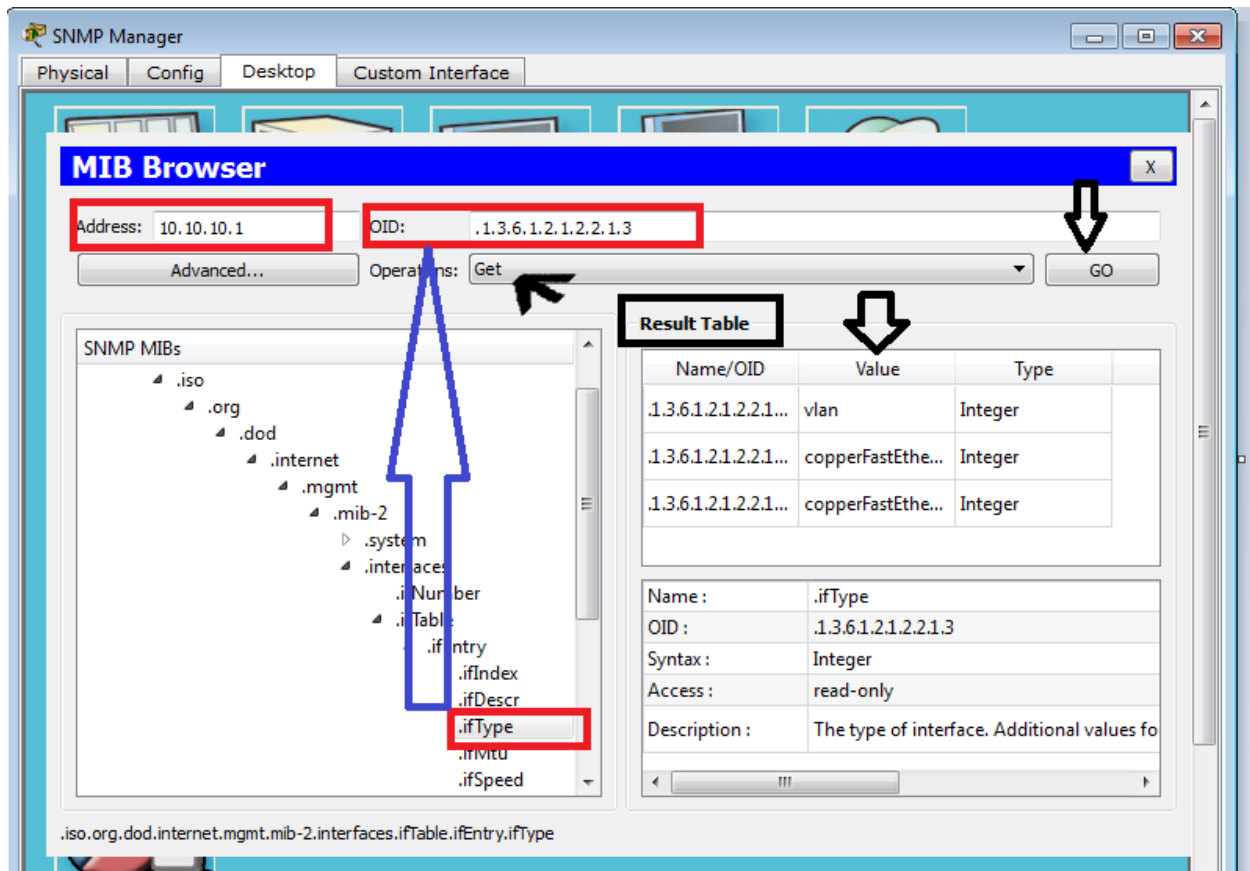 SNMP Manager
Physical Config Desktop Custom Interface
MIB Browser X
Address: 10.10.10.1 OID: .1.3.6.1.2.1.2.2.1.3
Advanced... Operations: Get GO
SNMP MIBs
.iso
.org
.dod
.internet
.mgmt
.mib-2
.system
.interfaces
.ifNumber
.ifTable
.ifEntry
.ifIndex
.ifDescr
.ifType
.ifMtu
.ifSpeed
Result Table
Name/OID Value Type
.1.3.6.1.2.1.2.2.1... vlan Integer
.1.3.6.1.2.1.2.2.1... copperFastEthe... Integer
.1.3.6.1.2.1.2.2.1... copperFastEthe... Integer
Name : .ifType
OID : .1.3.6.1.2.1.2.2.1.3
Syntax : Integer
Access : read-only
Description : The type of interface. Additional values fo
.iso.org.dod.internet.mgmt.mib-2.interfaces.ifTable.ifEntry.ifType